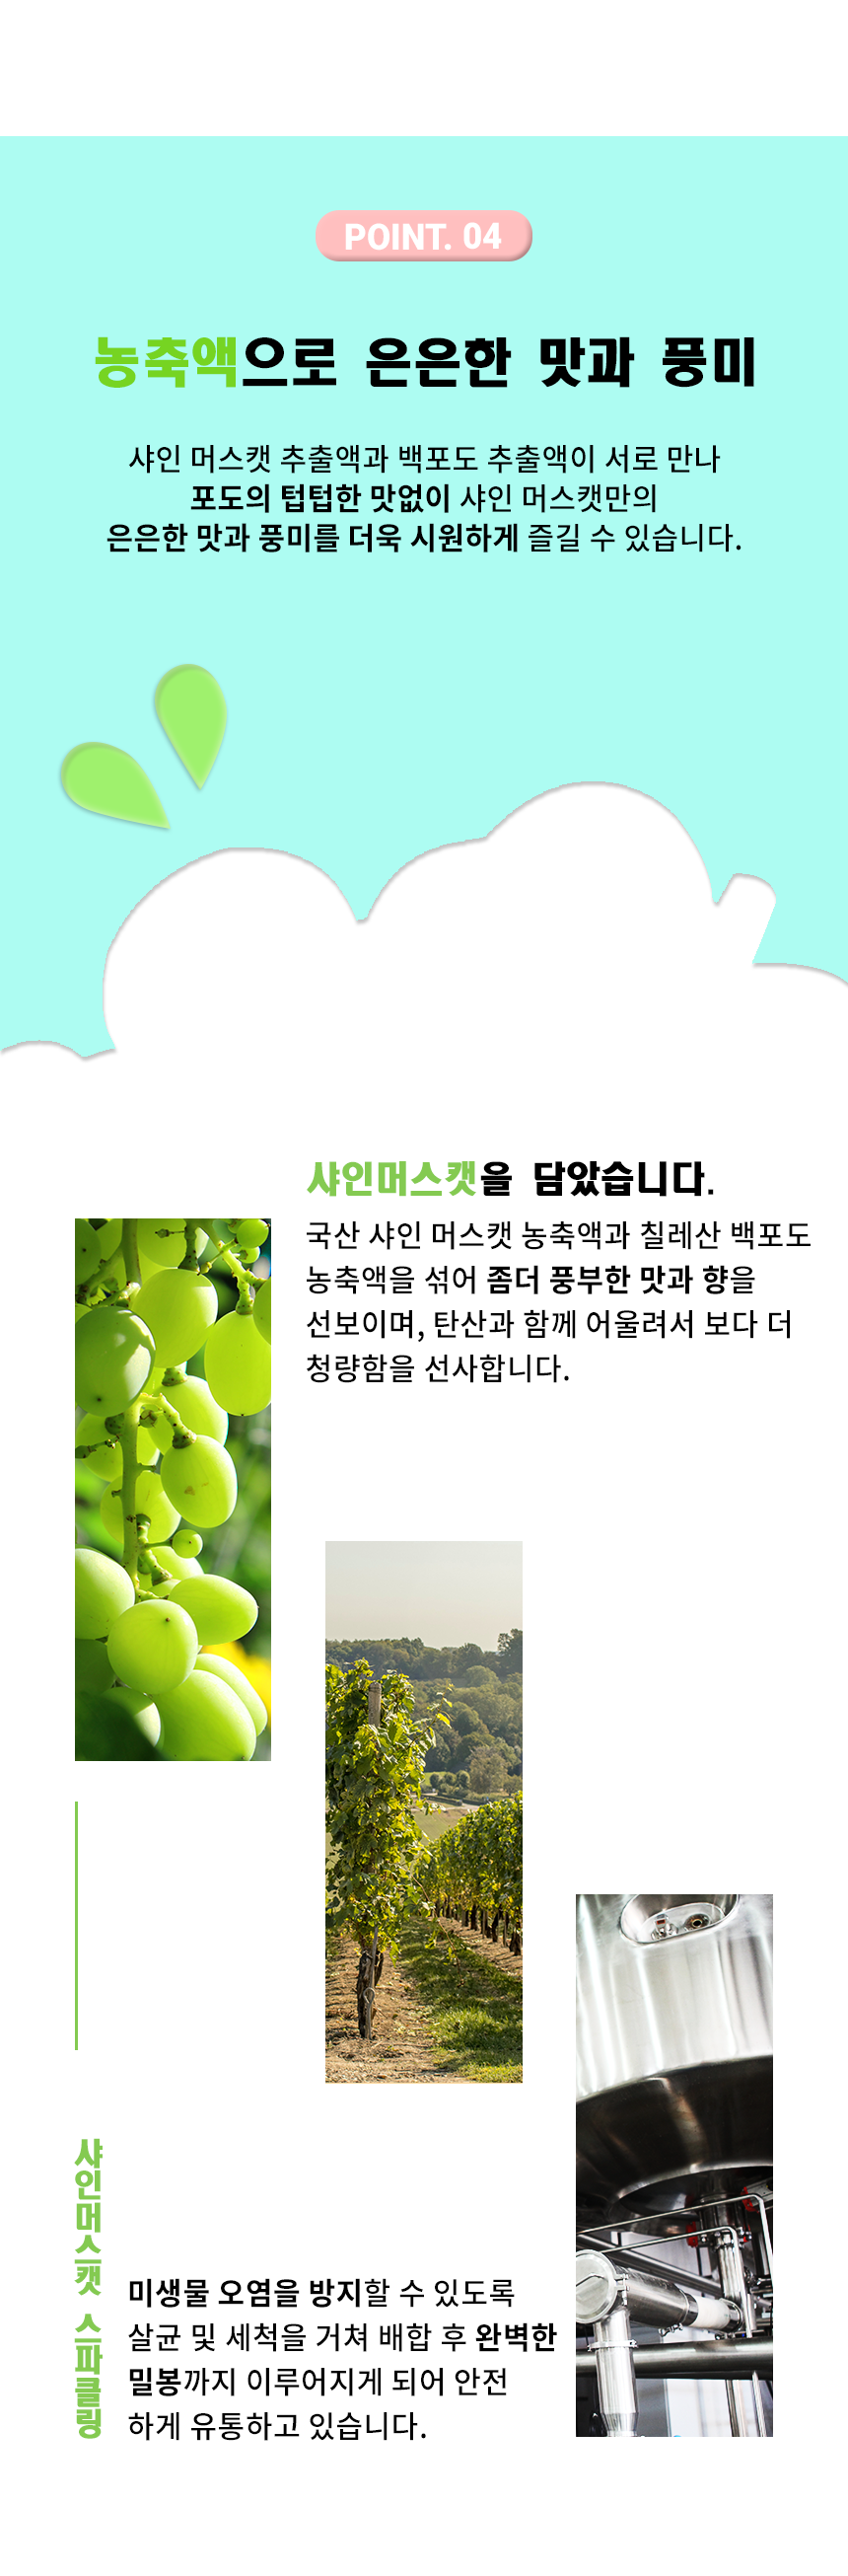 POINT. 04
농축액으로 은은한 맛과 풍미
샤인 머스캣 추출액과 백포도 추출액이 서로 만나
포도의 텁텁한 맛없이 샤인 머스캣만의
은은한 맛과 풍미를 더욱 시원하게 즐길 수 있습니다.
샤인머스캣을 담았습니다.
국산 샤인 머스캣 농축액과 칠레산 백포도
농축액을 섞어 좀더 풍부한 맛과 향을
선보이며, 탄산과 함께 어울려서 보다 더
청량함을 선사합니다.
샤인머스캣 스파클링
미생물 오염을 방지할 수 있도록
살균 및 세척을 거쳐 배합 후 완벽한
밀봉까지 이루어지게 되어 안전
하게 유통하고 있습니다.